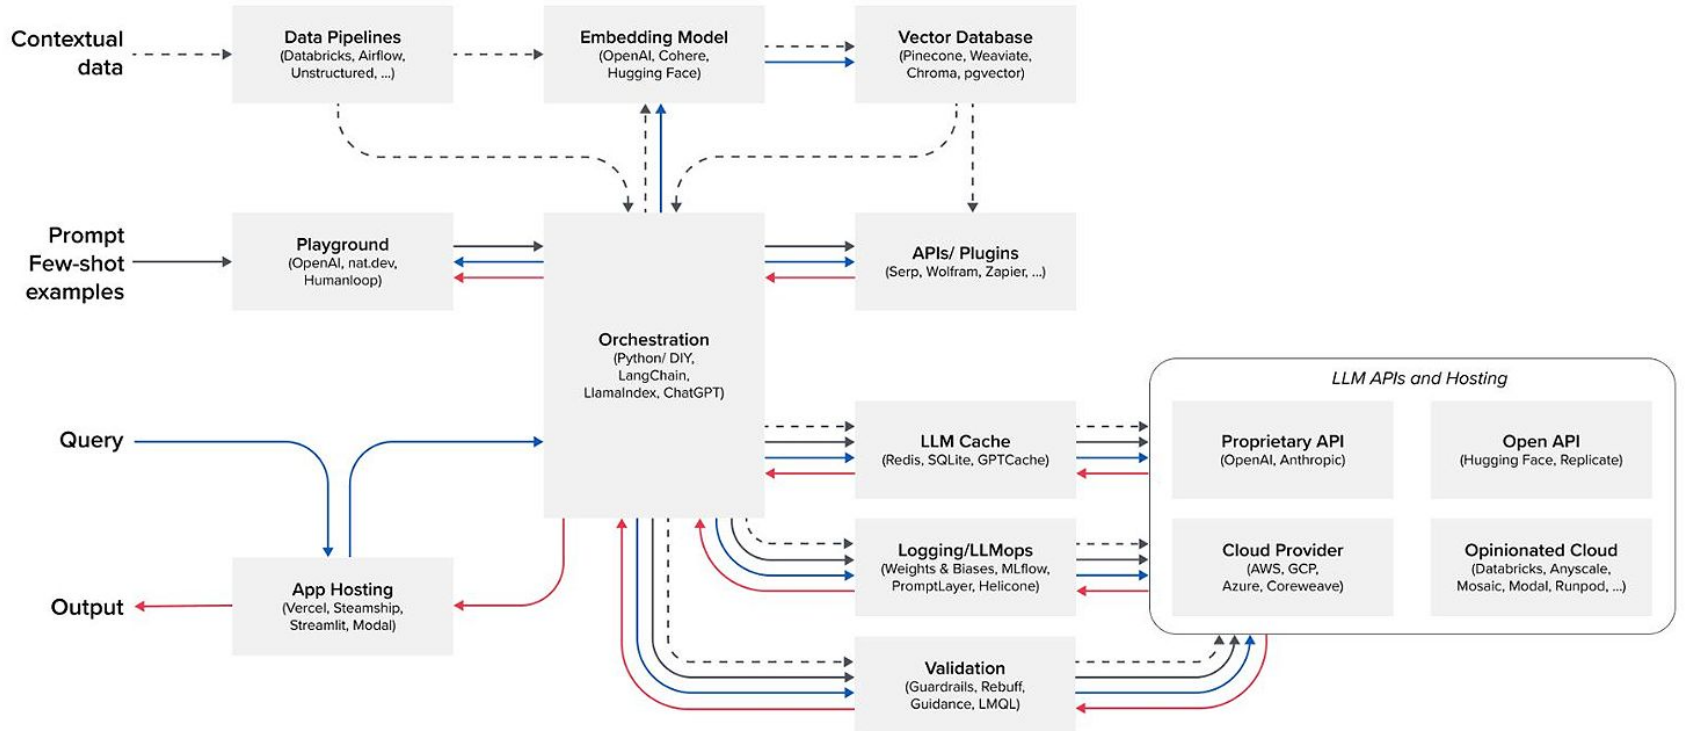 Contextual
data
Data Pipelines
(Databricks, Airflow,
Unstructured, ...)
Embedding Model
(OpenAI, Cohere,
Hugging Face)
Vector Database
(Pinecone, Weaviate,
Chroma, pgvector)
Prompt
Few-shot
examples
Playground
(OpenAI, nat.dev,
Humanloop)
Orchestration
(Python/ DIY,
LangChain,
LlamaIndex, ChatGPT)
APIs/ Plugins
(Serp, Wolfram, Zapier, ...)
Query
Output
App Hosting
(Vercel, Steamship,
Streamlit, Modal)
LLM Cache
(Redis, SQLite, GPTCache)
Logging/LLMops
(Weights & Biases, MLflow,
PromptLayer, Helicone)
Validation
(Guardrails, Rebuff,
Guidance, LMQL)
LLM APIs and Hosting
Proprietary API
(OpenAI, Anthropic)
Open API
(Hugging Face, Replicate)
Cloud Provider
(AWS, GCP,
Azure, Coreweave)
Opinionated Cloud
(Databricks, Anyscale,
Mosaic, Modal, Runpod, ...)